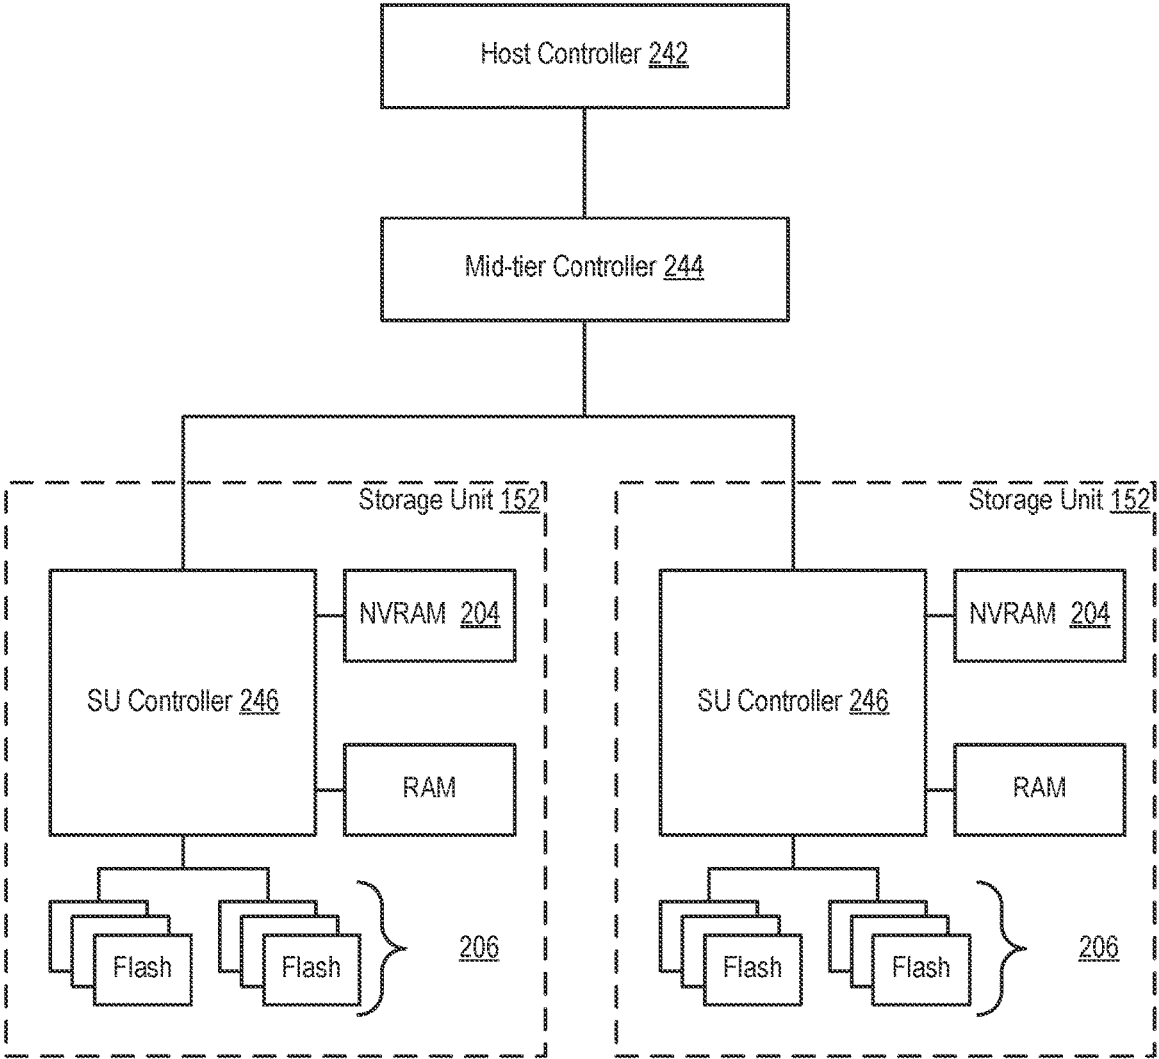 Host Controller 242
Mid-tier Controller 244
Storage Unit 152
NVRAM 204
SU Controller 246
RAM
Flash
Flash
206
Storage Unit 152
NVRAM 204
SU Controller 246
RAM
Flash
Flash
206